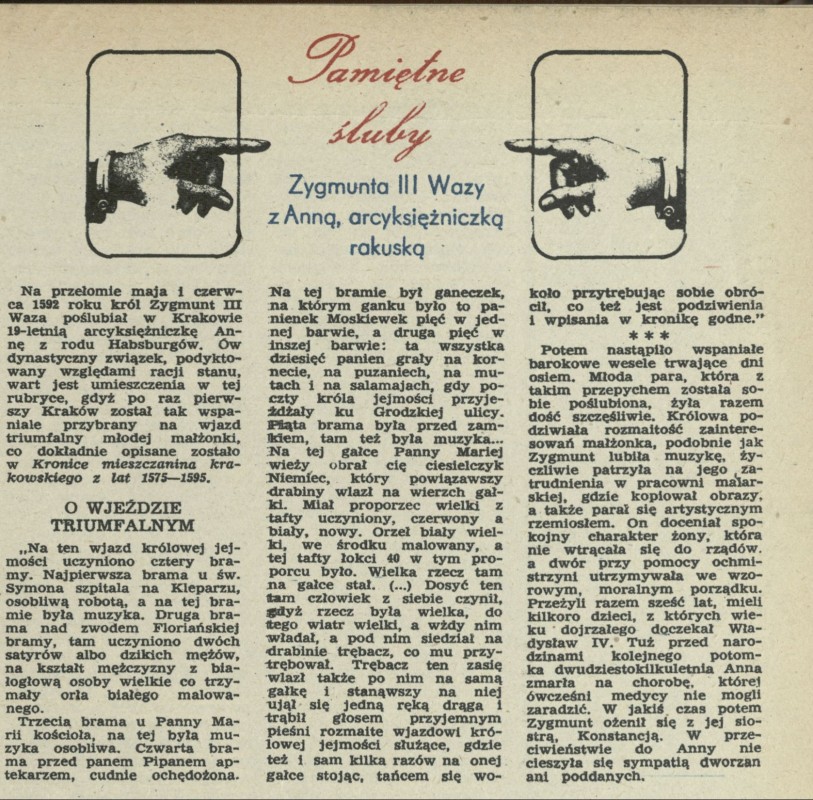 Pamiętne
śluby
Zygmunta III Wazy
z Anną, arcyksiężniczką
rakuską
Na przełomie maja i czerw-
ca 1592 roku król Zygmunt III
Waza poślubiał w Krakowie
19-letnią arcyksiężniczkę An-
nę z rodu Habsburgów. Ów
dynastyczny związek, podykto-
wany względami racji stanu,
wart jest umieszczenia w tej
rubryce, gdyż po raz pierw-
szy Kraków został tak wspa-
niale przybrany na wjazd
triumfalny młodej małżonki,
co dokładnie opisane zostało
w Kronice mieszczanina kra-
kowskiego z lat 1575—1595.
O WJEŹDZIE
TRIUMFALNYM
„Na ten wjazd królowej jej-
mości uczyniono cztery bra-
my. Najpierwsza brama u św.
Symona szpitala na Kleparzu,
osobliwą robotą, a na tej bra-
mie była muzyka. Druga bra-
ma nad zwodem Floriańskiej
bramy, tam uczyniono dwóch
satyrów albo dzikich mężów,
na kształt mężczyzny z bia-
łogłową osoby wielkie co trzy-
mały orła białego malowa-
nego.
Trzecia brama u Panny Ma-
rii kościoła, na tej była mu-
zyka osobliwa. Czwarta bra-
ma przed panem Pipanem ap-
tekarzem, cudnie ochędożona.
Na tej bramie był ganeczek,
na którym ganku było to pa-
nienek Moskiewek pięć w jed-
nej barwie, a druga pięć w
inszej barwie: ta wszystka
dziesięć panien grały na kor-
necie, na puzaniech, na mu-
tach i na salamajach, gdy po-
czty króla jejmości przyje-
żdżały ku Grodzkiej ulicy.
Piąta brama była przed zam-
kiem, tam też była muzyka...
Na tej gałce Panny Mariej
wieży obrał cię ciesielczyk
Niemiec, który powiązawszy
drabiny wlazł na wierzch gał-
ki. Miał proporzec wielki z
tafty uczyniony, czerwony a
biały, nowy. Orzeł biały wiel-
ki, we środku malowany, a
tej tafty łokci 40 w tym pro-
porcu było. Wielka rzecz tam
na gałce stał. (...) Dosyć ten
tam człowiek z siebie czynił,
gdyż rzecz była wielka, do
tego wiatr wielki, a wżdy nim
władał, a pod nim siedział na
drabinie trębacz, co mu przy-
trębował. Trębacz ten zasię
wlazł także po nim na samą
gałkę i stanąwszy na niej
ujął się jedną ręką drąga i
trąbił głosem przyjemnym
pieśni rozmaite wjazdowi kró-
lowej jejmości służące, gdzie
też i sam kilka razów na onej
gałce stojąc, tańcem się wo-
koło przytrębując sobie obró-
cił, co też jest podziwienia
i wpisania w kronikę godne.”
***
Potem nastąpiło wspaniałe
barokowe wesele trwające dni
osiem. Młoda para, która z
takim przepychem została so-
bie poślubiona, żyła razem
dość szczęśliwie. Królowa po-
dziwiała rozmaitość zaintere-
sowań małżonka, podobnie jak
Zygmunt lubiła muzykę, ży-
czliwie patrzyła na jego za-
trudnienia w pracowni malar-
skiej, gdzie kopiował obrazy,
a także parał się artystycznym
rzemiosłem. On doceniał spo-
kojny charakter żony, która
nie wtrącała się do rządów,
a dwór przy pomocy ochmi-
strzyni utrzymywała we wzo-
rowym, moralnym porządku.
Przeżyli razem sześć lat, mieli
kilkoro dzieci, z których wie-
ku dojrzałego doczekał Wła-
dysław IV. Tuż przed naro-
dzinami kolejnego potom-
ka dwudziestokilkuletnia Anna
zmarła na chorobę, której
ówcześni medycy nie mogli
zaradzić. W jakiś czas potem
Zygmunt ożenił się z jej sio-
strą, Konstancją. W prze-
ciwieństwie do Anny nie
cieszyła się sympatią dworzan
ani poddanych.